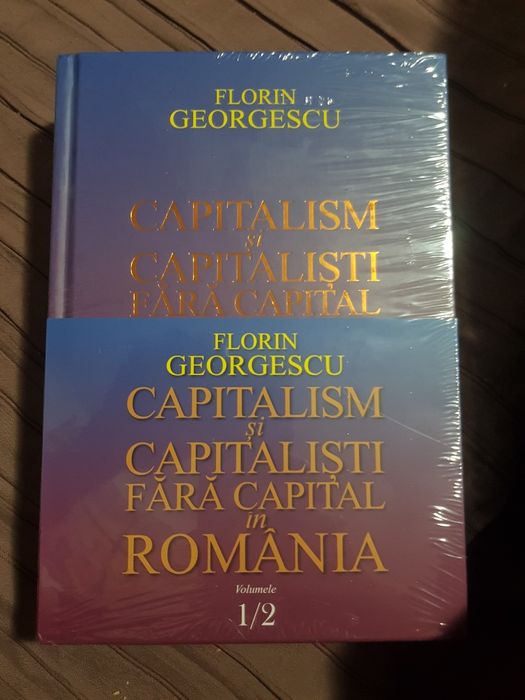 FLORIN
GEORGESCU
CAPITALISM
și
CAPITALIȘTI
FĂRĂ CAPITAL
FLORIN
GEORGESCU
CAPITALISM
și
CAPITALIȘTI
FĂRĂ CAPITAL
în
ROMÂNIA
Volumele
1/2